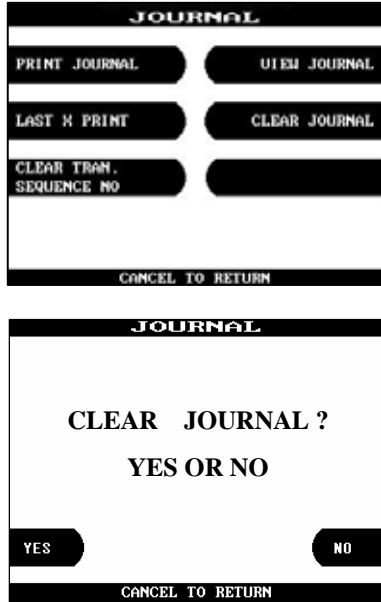 JOURNAL
PRINT JOURNAL
VIEW JOURNAL
LAST X PRINT
CLEAR JOURNAL
CLEAR TRAN.
SEQUENCE NO
CANCEL TO RETURN
JOURNAL
CLEAR JOURNAL ?
YES OR NO
YES
NO
CANCEL TO RETURN